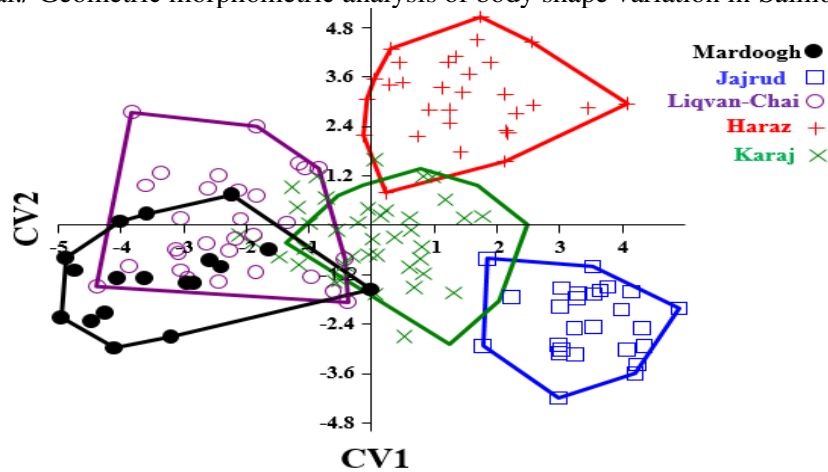 Geometric morphometric analysis of body shape variation in
4.8
Mardoogh
3.6
Jajrud
Liqvan-Chai
2.4
Haraz
1.2
Karaj
CV2
-5 -4 -3 -2 -1 1 2 3 4
-1.2
-2.4
-3.6
-4.8
CV1